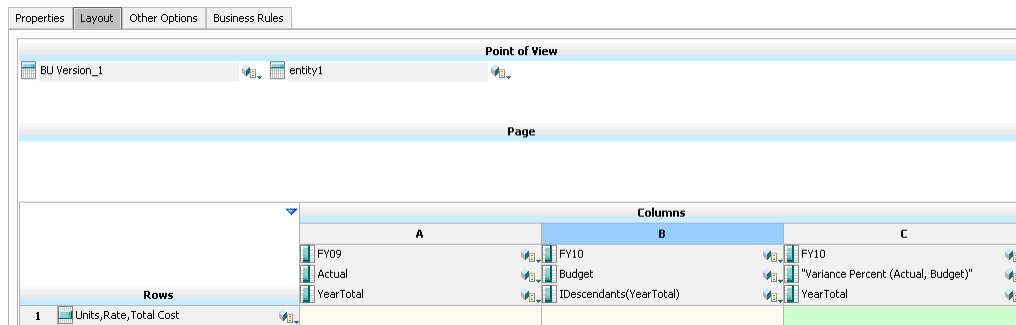 Properties Layout Other Options Business Rules
Point of View
BU Version_1 entity1
Page
Columns
A B C
FY09 FY10 FY10
Actual Budget "Variance Percent (Actual, Budget)"
Rows YearTotal IDescendants(YearTotal) YearTotal
1 Units,Rate,Total Cost